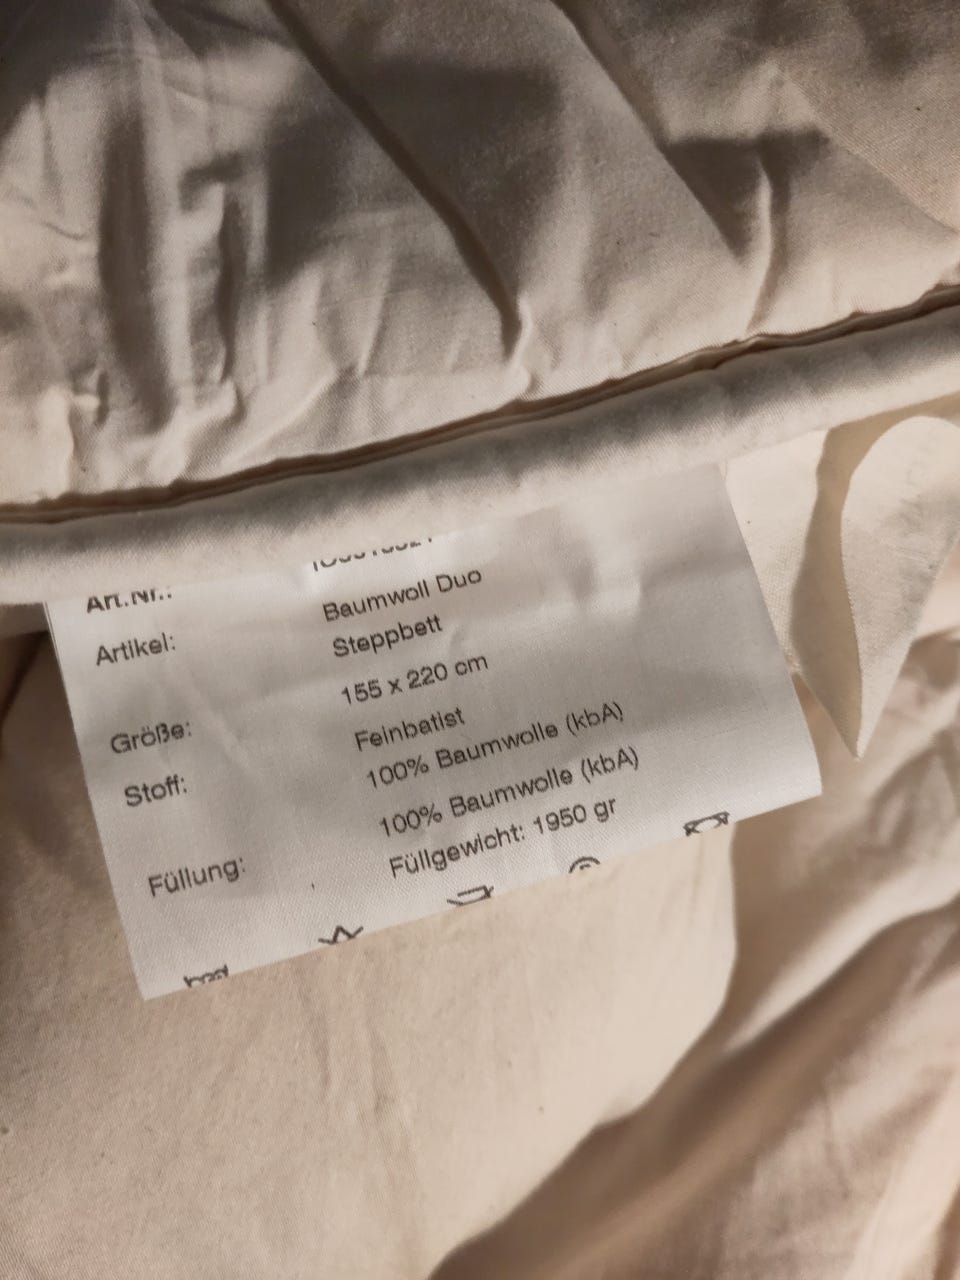 Art.Nr.:
Artikel: Baumwoll Duo
Steppbett
Größe: 155 x 220 cm
Stoff: Feinbatist
100% Baumwolle (kbA)
Füllung: 100% Baumwolle (kbA)
Füllgewicht: 1950 gr